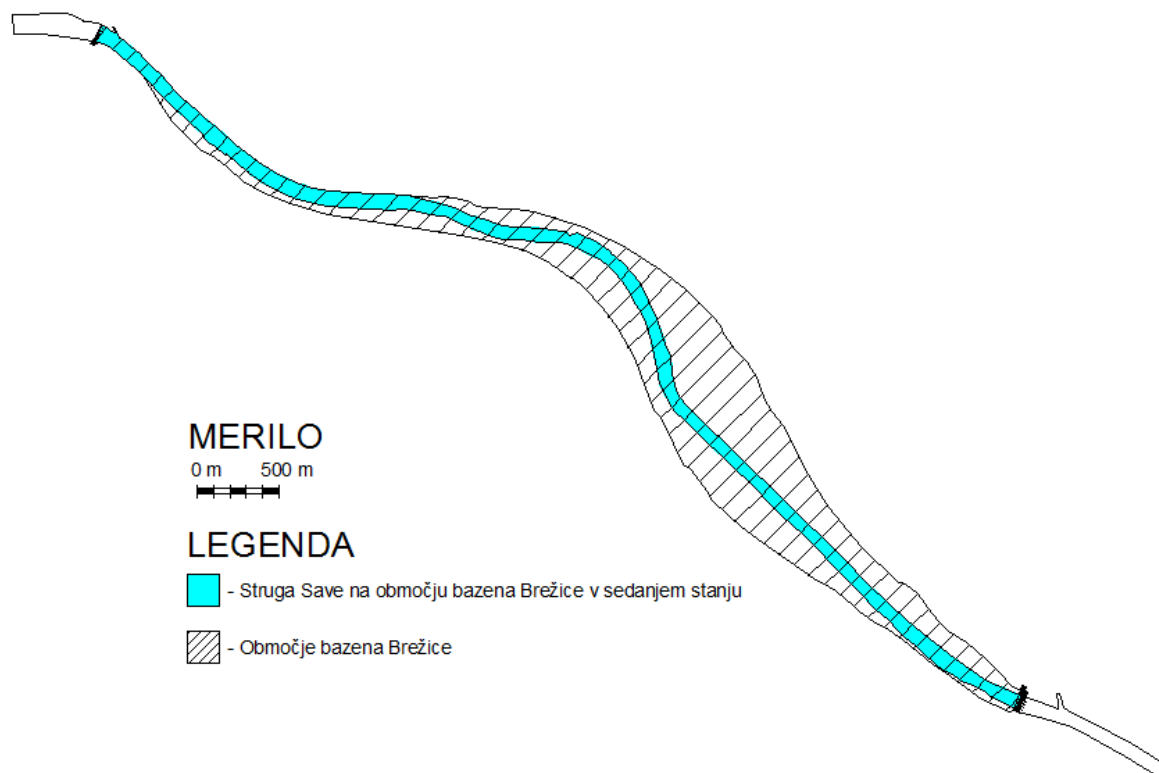 MERILO
0 m 500 m
LEGENDA
- Struga Save na območju bazena Brežice v sedanjem stanju
- Območje bazena Brežice